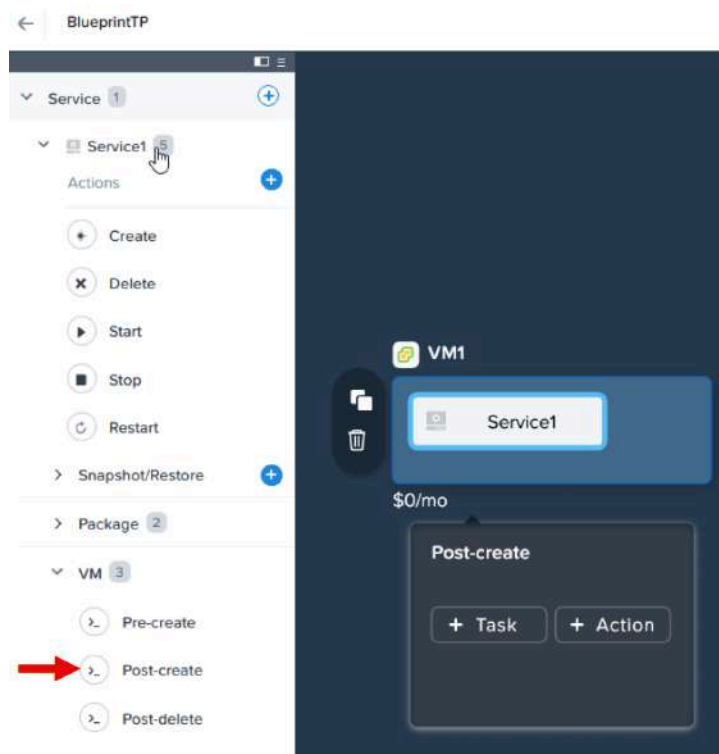 BlueprintTP
Service 1
Service1 5
Actions
Create
Delete
Start
Stop
Restart
Snapshot/Restore
Package 2
VM 3
Pre-create
Post-create
Post-delete
VM1
Service1
$0/mo
Post-create
+ Task
+ Action